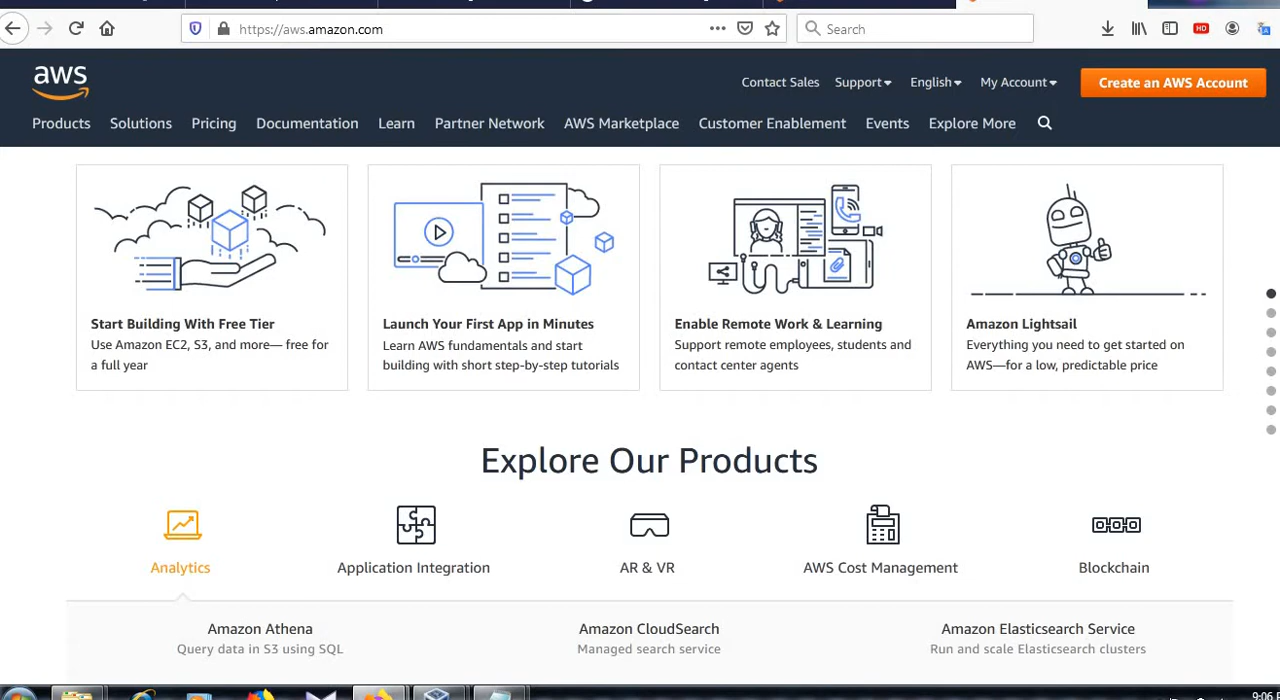 https://aws.amazon.com
Search
HD
aws
Contact Sales Support English My Account Create an AWS Account
Products Solutions Pricing Documentation Learn Partner Network AWS Marketplace Customer Enablement Events Explore More
Start Building With Free Tier
Use Amazon EC2, S3, and more— free for
a full year
Launch Your First App in Minutes
Learn AWS fundamentals and start
building with short step-by-step tutorials
Enable Remote Work & Learning
Support remote employees, students and
contact center agents
Amazon Lightsail
Everything you need to get started on
AWS—for a low, predictable price
Explore Our Products
Analytics Application Integration AR & VR AWS Cost Management Blockchain
Amazon Athena
Query data in S3 using SQL
Amazon CloudSearch
Managed search service
Amazon Elasticsearch Service
Run and scale Elasticsearch clusters
9:06